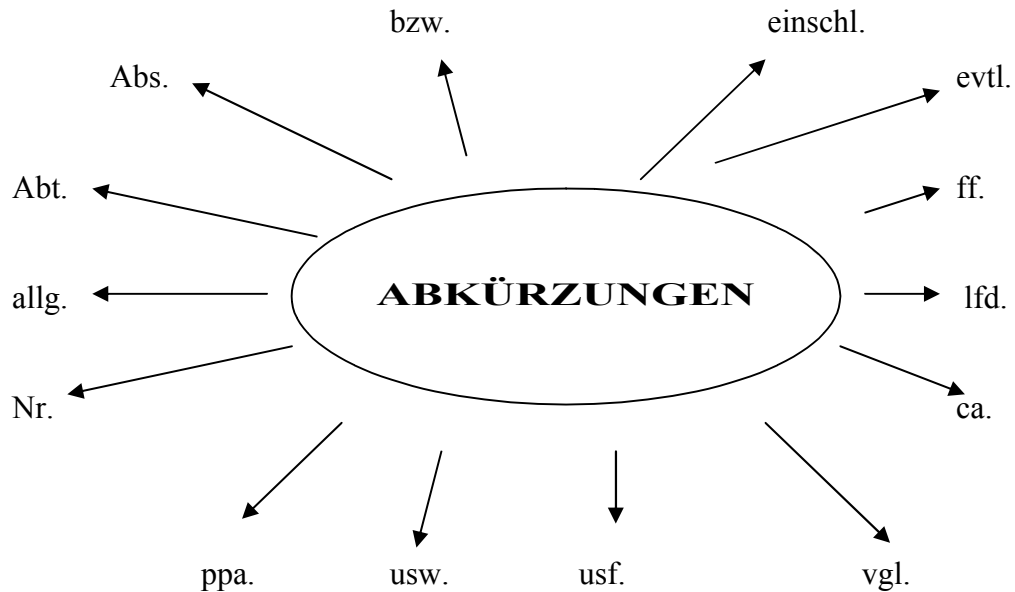 bzw.
einschl.
Abs.
evtl.
Abt.
ff.
allg.
ABKÜRZUNGEN
lfd.
Nr.
ca.
ppa.
usw.
usf.
vgl.